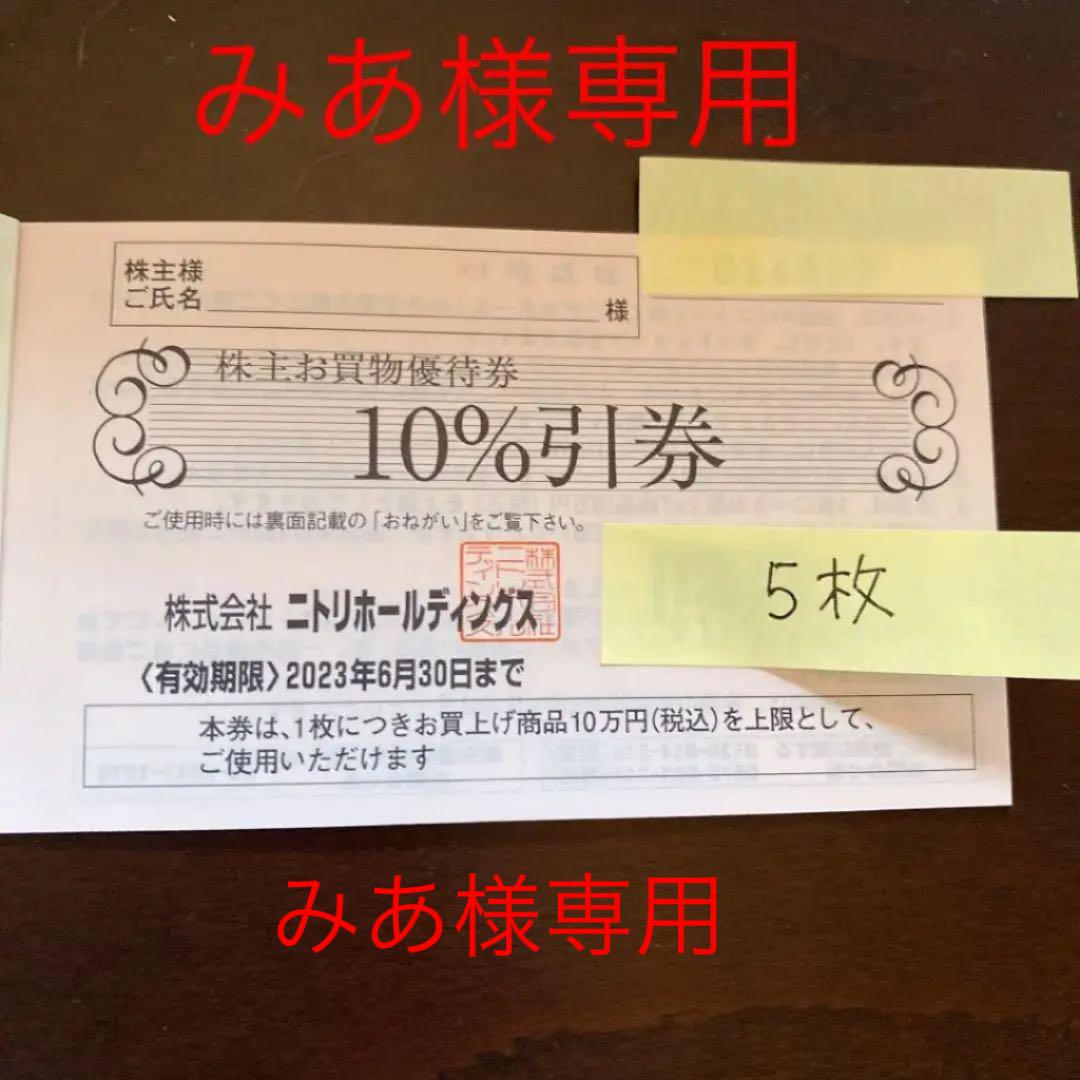 みあ様専用
株主様
ご氏名 様
株主お買物優待券
10%引券
ご使用時には裏面記載の「おねがい」をご覧下さい。
5枚
株式会社 ニトリホールディングス
〈有効期限〉2023年6月30日まで
本券は、1枚につきお買上げ商品10万円(税込)を上限として、
ご使用いただけます
みあ様専用